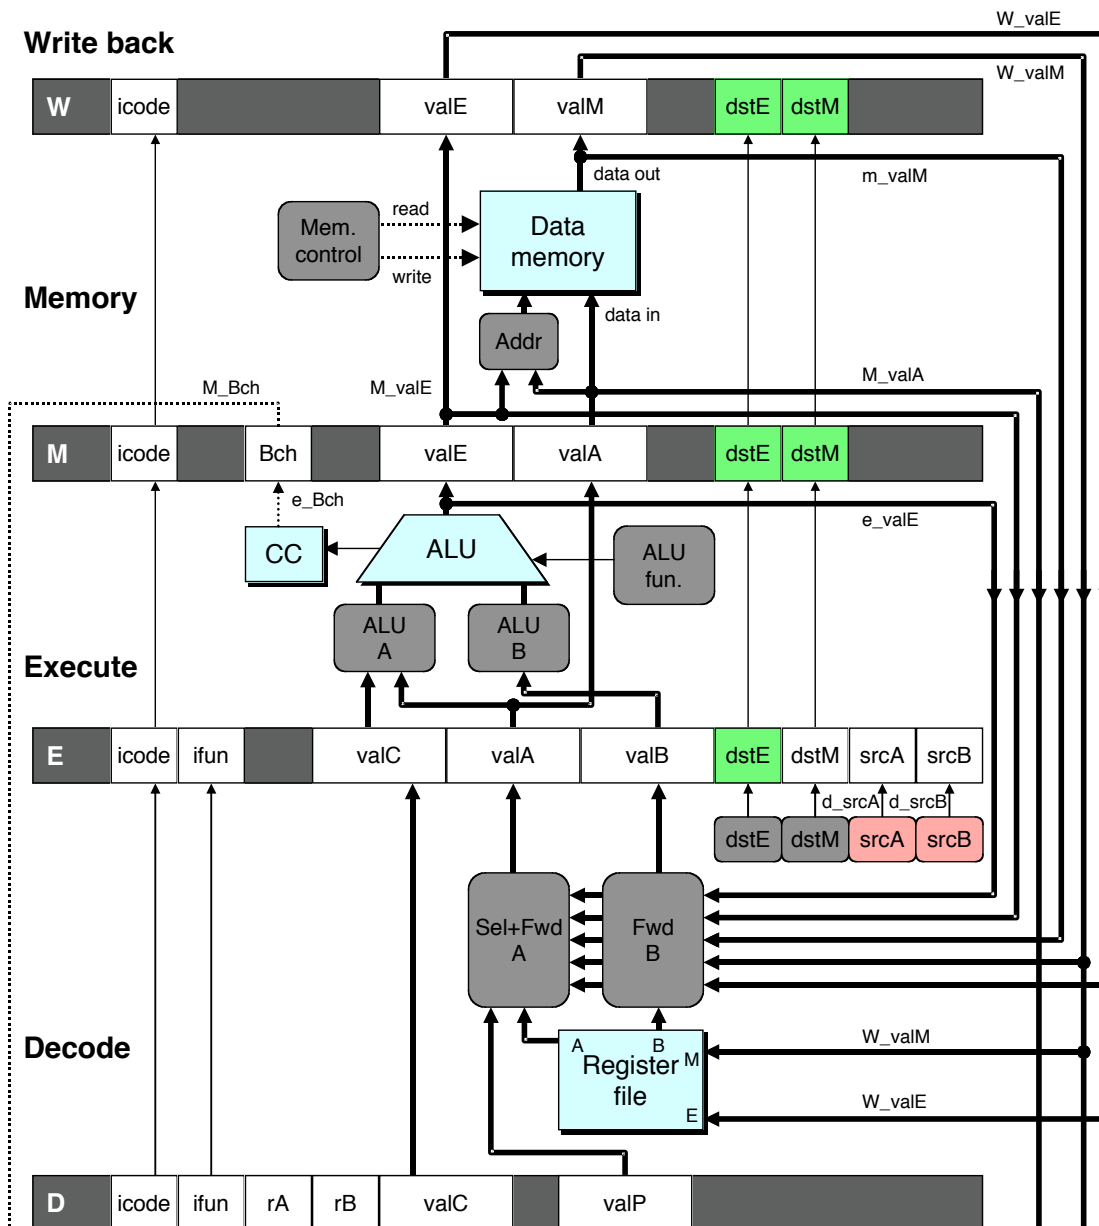 W_valE
Write back
W_valM
W icode valE valM dstE dstM
data out
m_valM
read
Mem.
control
Data
memory
write
Memory
data in
Addr
M_Bch
M_valE
M_valA
M icode Bch valE valA dstE dstM
e_Bch
e_valE
CC
ALU
ALU
fun.
ALU
A
ALU
B
Execute
E icode ifun valC valA valB dstE dstM srcA srcB
d_srcA d_srcB
dstE dstM srcA srcB
Sel+Fwd
A
Fwd
B
Decode
A B
W_valM
Register
file
M
W_valE
E
D icode ifun rA rB valC valP